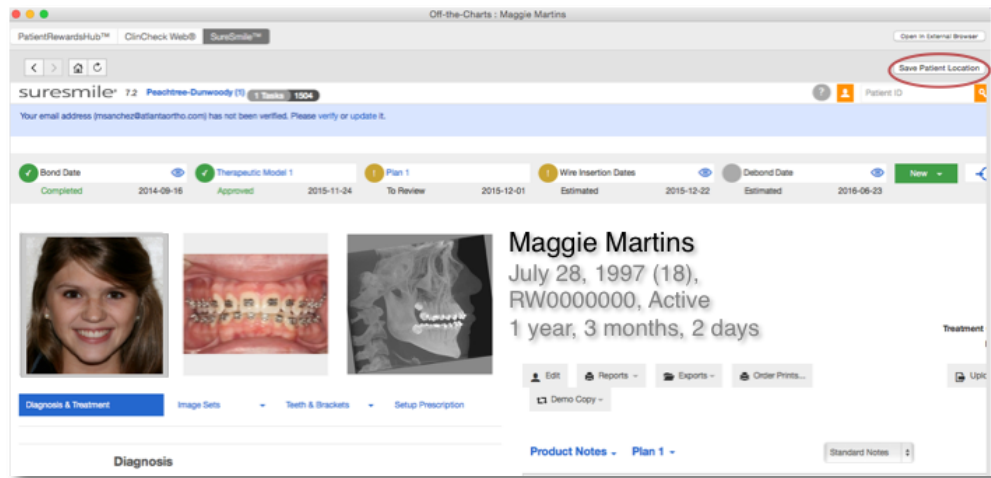 Off-the-Charts : Maggie Martins
PatientRewardsHub™ ClinCheck Web® SureSmile™ Open in External Browser
Save Patient Location
suresmile 7.2 Peachtree-Dunwoody (1) 1 Tasks 1504 ? Patient ID
Your email address (msanchez@atlantaortho.com) has not been verified. Please verify or update it.
Bond Date Therapeutic Model 1 Plan 1 Wire Insertion Dates Debond Date New
Completed 2014-09-16 Approved 2015-11-24 To Review 2015-12-01 Estimated 2015-12-22 Estimated 2016-06-23
Maggie Martins
July 28, 1997 (18),
RW0000000, Active
1 year, 3 months, 2 days
Treatment
Edit Reports Exports Order Prints... Uplo
Demo Copy
Diagnosis & Treatment Image Sets Teeth & Brackets Setup Prescription
Product Notes Plan 1 Standard Notes
Diagnosis